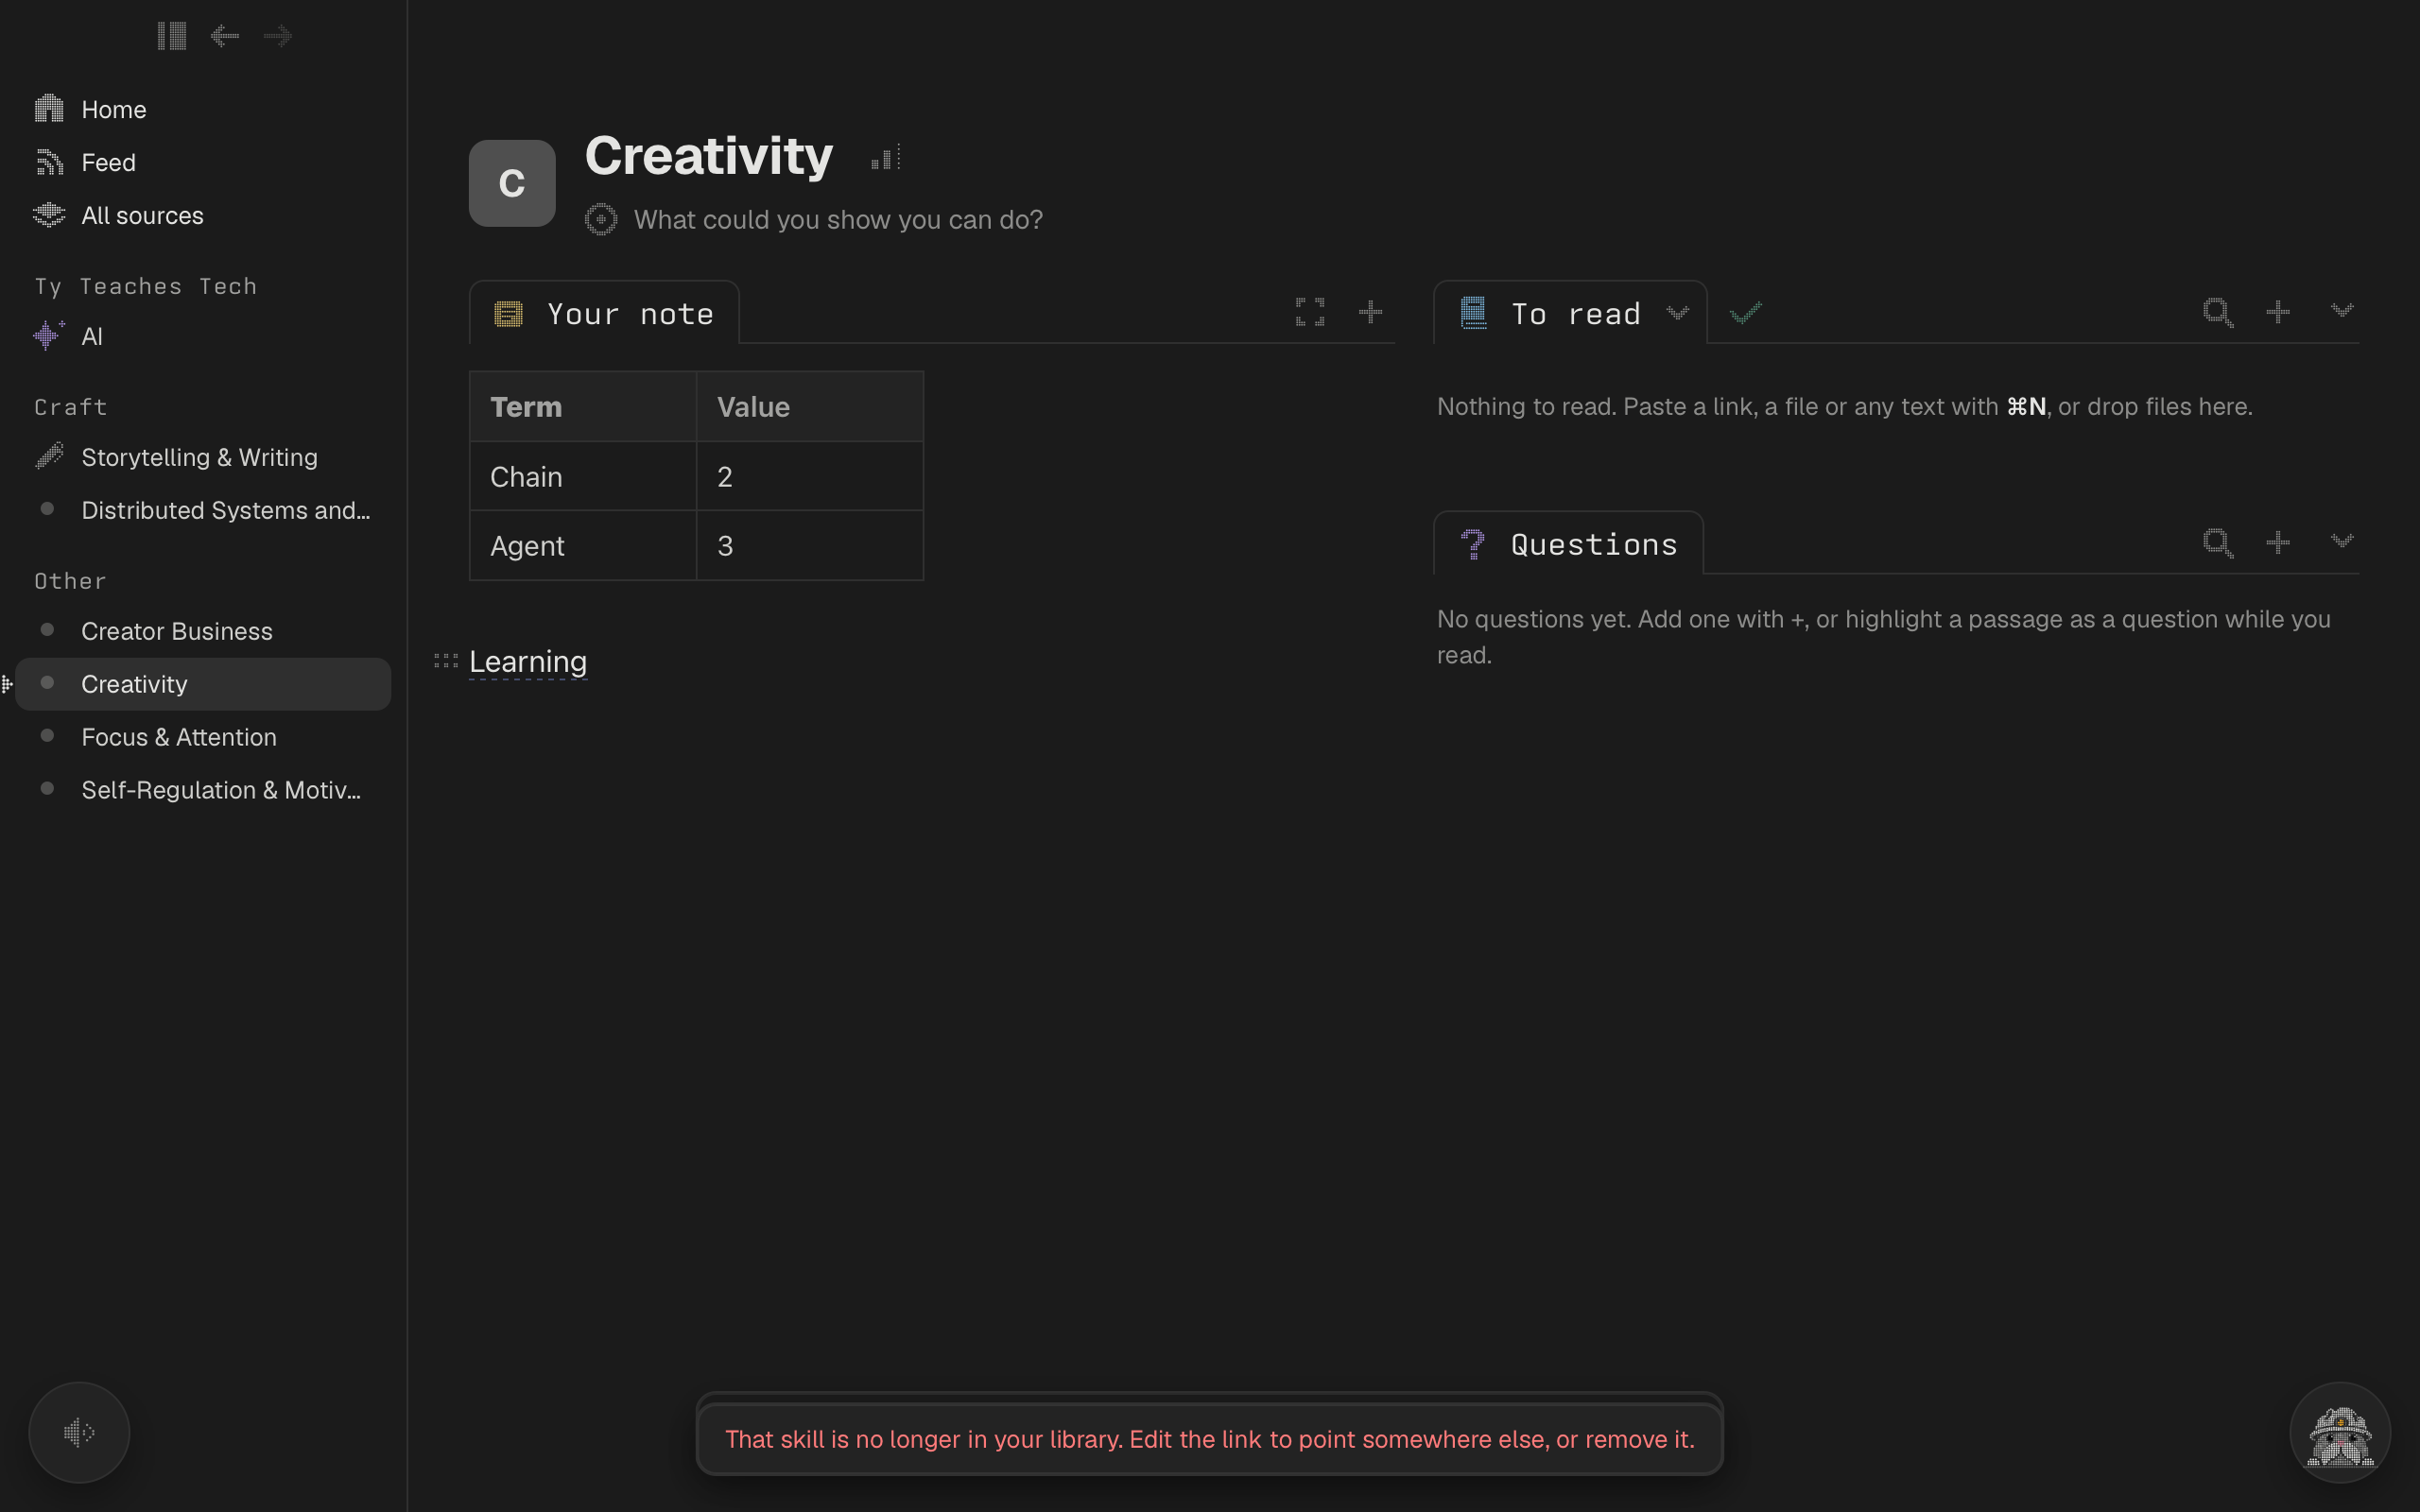 Home
Feed
All sources
Ty Teaches Tech
AI
Craft
Storytelling & Writing
Distributed Systems and...
Other
Creator Business
Creativity
Focus & Attention
Self-Regulation & Motiv...
C
Creativity
What could you show you can do?
Your note
Term Value
Chain 2
Agent 3
Learning
To read
Nothing to read. Paste a link, a file or any text with ⌘N, or drop files here.
Questions
No questions yet. Add one with +, or highlight a passage as a question while you
read.
That skill is no longer in your library. Edit the link to point somewhere else, or remove it.